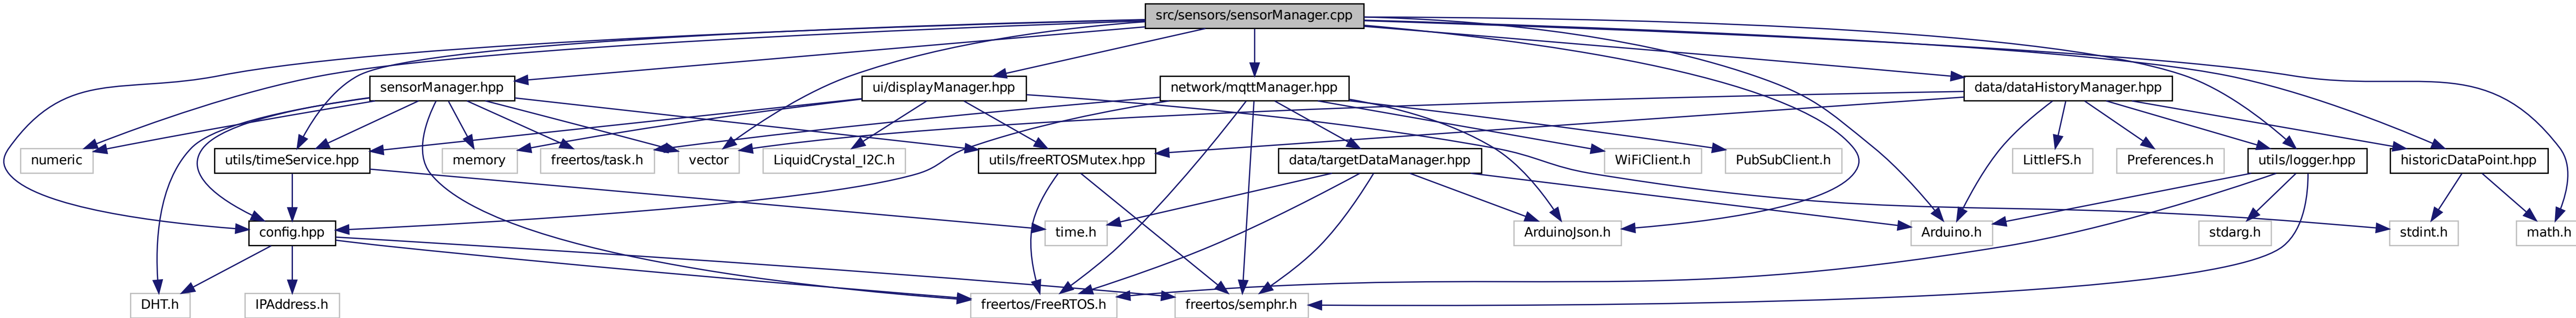 src/sensors/sensorManager.cpp
sensorManager.hpp
ui/displayManager.hpp
network/mqttManager.hpp
data/dataHistoryManager.hpp
numeric
utils/timeService.hpp
memory
freertos/task.h
vector
LiquidCrystal_I2C.h
utils/freeRTOSMutex.hpp
data/targetDataManager.hpp
WiFiClient.h
PubSubClient.h
LittleFS.h
Preferences.h
utils/logger.hpp
historicDataPoint.hpp
config.hpp
time.h
ArduinoJson.h
Arduino.h
stdarg.h
stdint.h
math.h
DHT.h
IPAddress.h
freertos/FreeRTOS.h
freertos/semphr.h